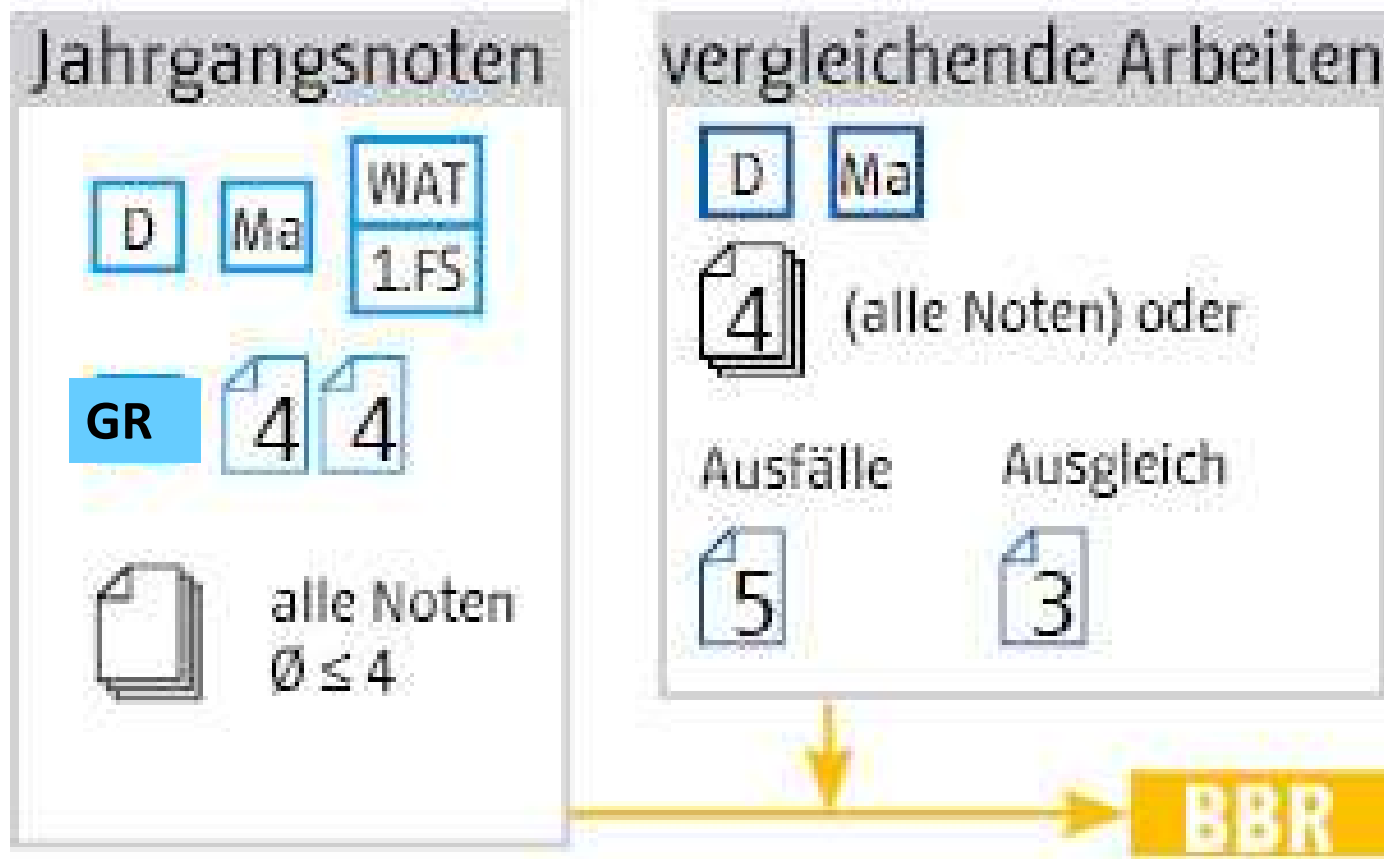 Jahrgangsnoten
D Ma WAT
1.FS
GR 4 4
alle Noten
Ø ≤ 4
vergleichende Arbeiten
D Ma
4 (alle Noten) oder
Ausfälle Ausgleich
5 3
BBR